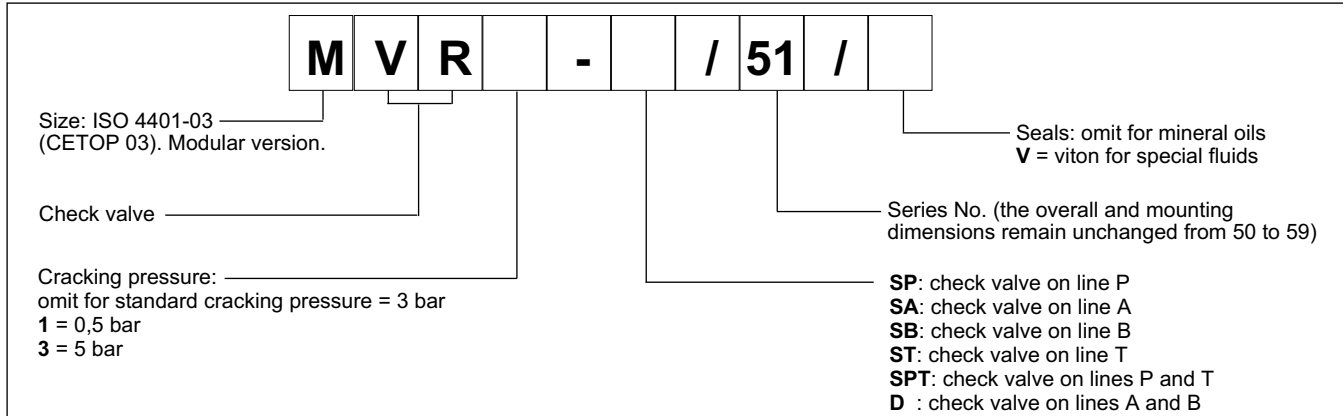 M V R - / 51 /
Size: ISO 4401-03
(CETOP 03). Modular version.
Check valve
Cracking pressure:
omit for standard cracking pressure = 3 bar
1 = 0,5 bar
3 = 5 bar
Seals: omit for mineral oils
V = viton for special fluids
Series No. (the overall and mounting
dimensions remain unchanged from 50 to 59)
SP: check valve on line P
SA: check valve on line A
SB: check valve on line B
ST: check valve on line T
SPT: check valve on lines P and T
D : check valve on lines A and B